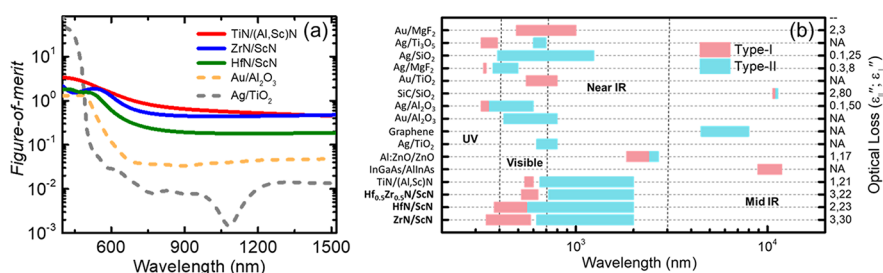 (a)
TiN/(Al,Sc)N
ZrN/ScN
HfN/ScN
Au/Al2O3
Ag/TiO2
Figure-of-merit
10^1
10^0
10^-1
10^-2
10^-3
600 900 1200 1500
Wavelength (nm)
(b)
Type-I
Type-II
Au/MgF2 2,3
Ag/Ti3O5 NA
Ag/SiO2 0.1,25
Ag/MgF2 0.3,8
Au/TiO2 NA
SiC/SiO2 2,80
Ag/Al2O3 0.1,50
Au/Al2O3 NA
Graphene NA
Ag/TiO2 NA
Al:ZnO/ZnO 1,17
InGaAs/AlInAs NA
TiN/(Al,Sc)N 1,21
Hf0.5Zr0.5N/ScN 3,22
HfN/ScN 2,23
ZrN/ScN 3,30
UV
Visible
Near IR
Mid IR
10^3 10^4
Wavelength (nm)
Optical Loss (ε∥″; ε⊥″)